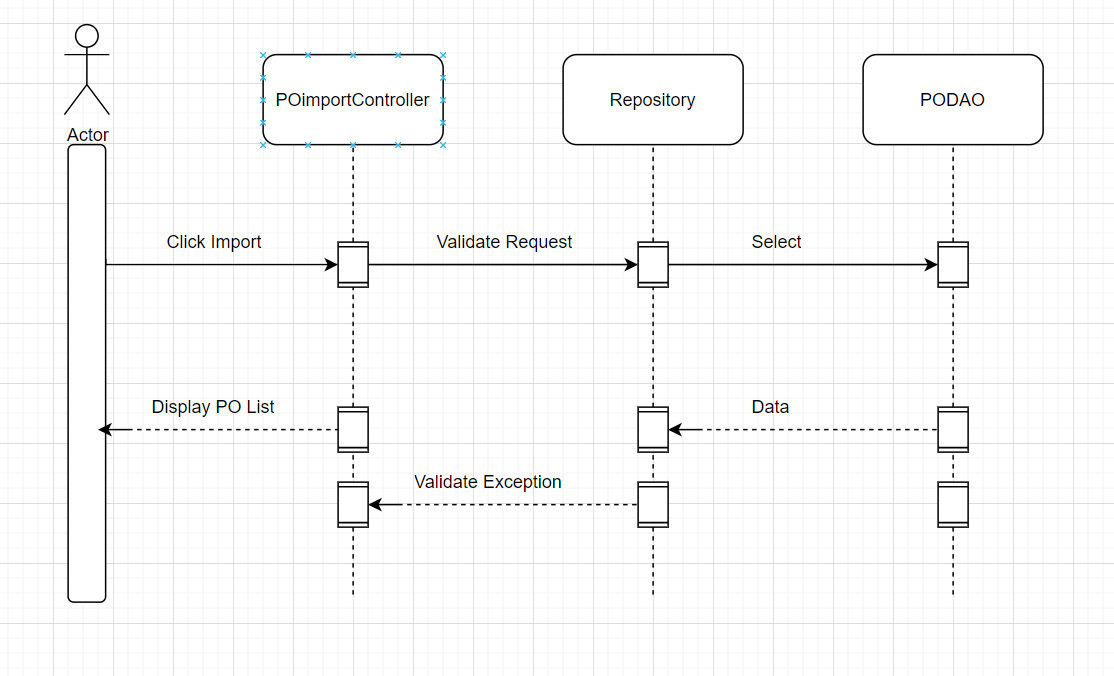 Actor
POimportController
Repository
PODAO
Click Import
Validate Request
Select
Display PO List
Data
Validate Exception